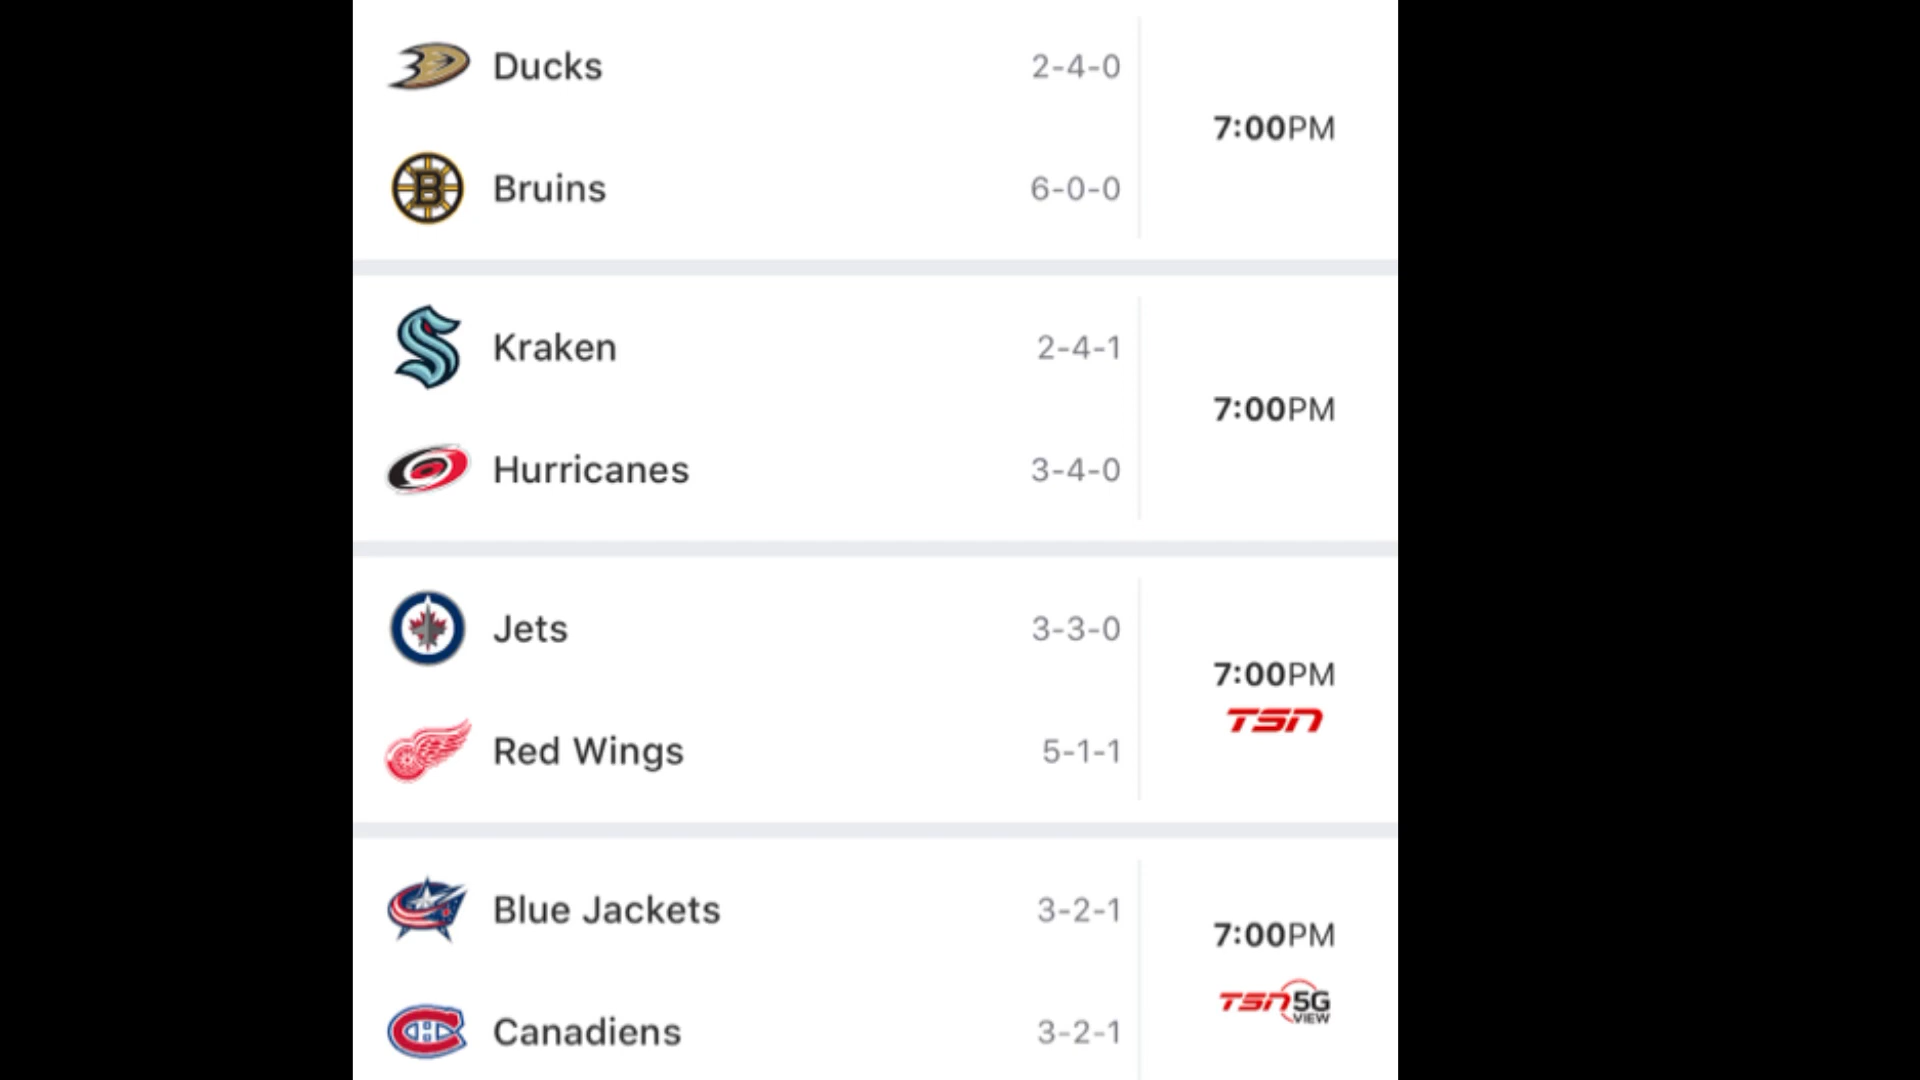 Ducks 2-4-0
7:00PM
Bruins 6-0-0
Kraken 2-4-1
7:00PM
Hurricanes 3-4-0
Jets 3-3-0
7:00PM
TSN
Red Wings 5-1-1
Blue Jackets 3-2-1
7:00PM
TSN 5G
VIEW
Canadiens 3-2-1